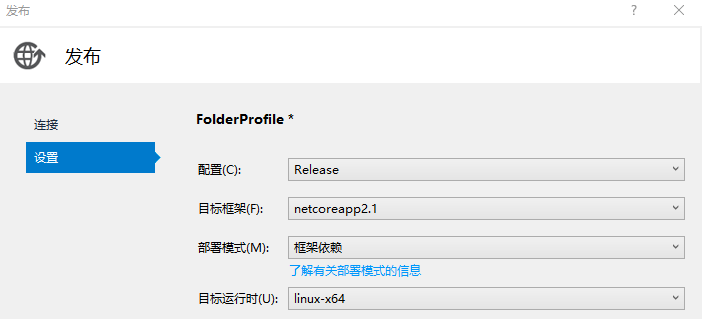 发布
发布
连接
设置
FolderProfile *
配置(C): Release
目标框架(F): netcoreapp2.1
部署模式(M): 框架依赖
了解有关部署模式的信息
目标运行时(U): linux-x64